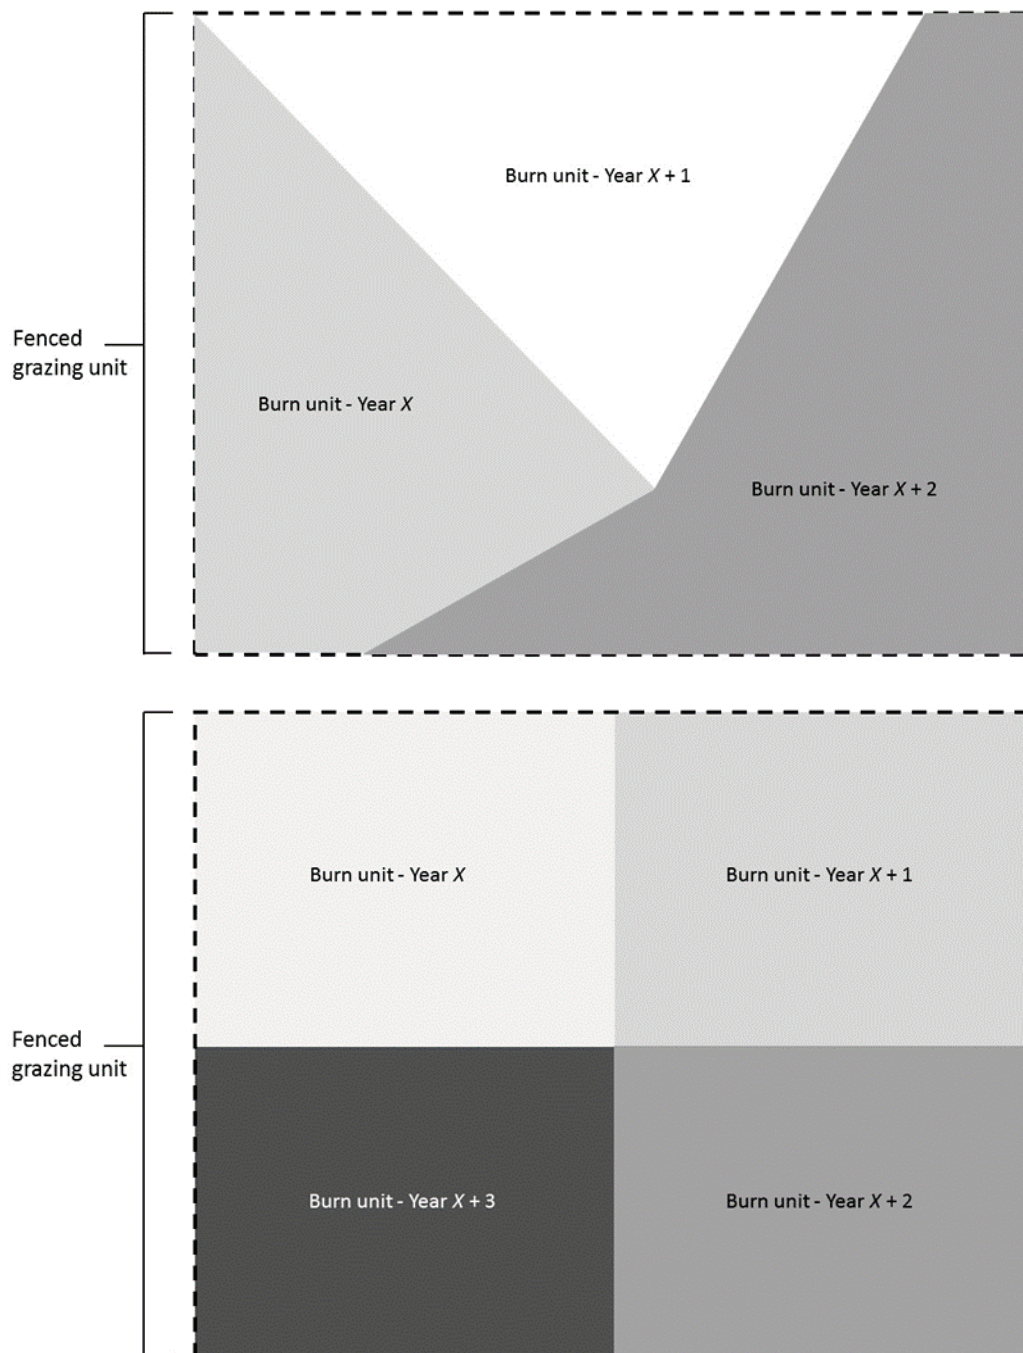 Burn unit - Year X + 1
Fenced
grazing unit
Burn unit - Year X
Burn unit - Year X + 2
Burn unit - Year X
Burn unit - Year X + 1
Fenced
grazing unit
Burn unit - Year X + 3
Burn unit - Year X + 2